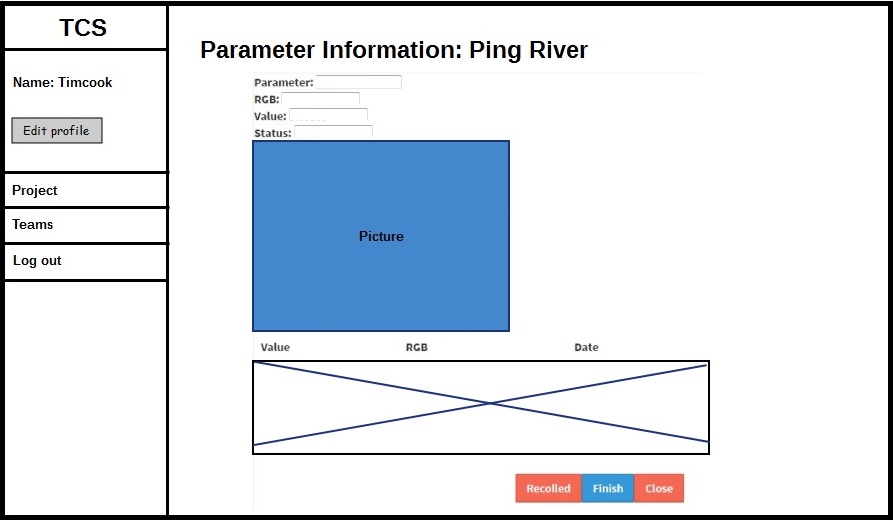 TCS
Name: Timcook
Edit profile
Project
Teams
Log out
Parameter Information: Ping River
Parameter:
RGB:
Value:
Status:
Picture
Value RGB Date
Recolled Finish Close